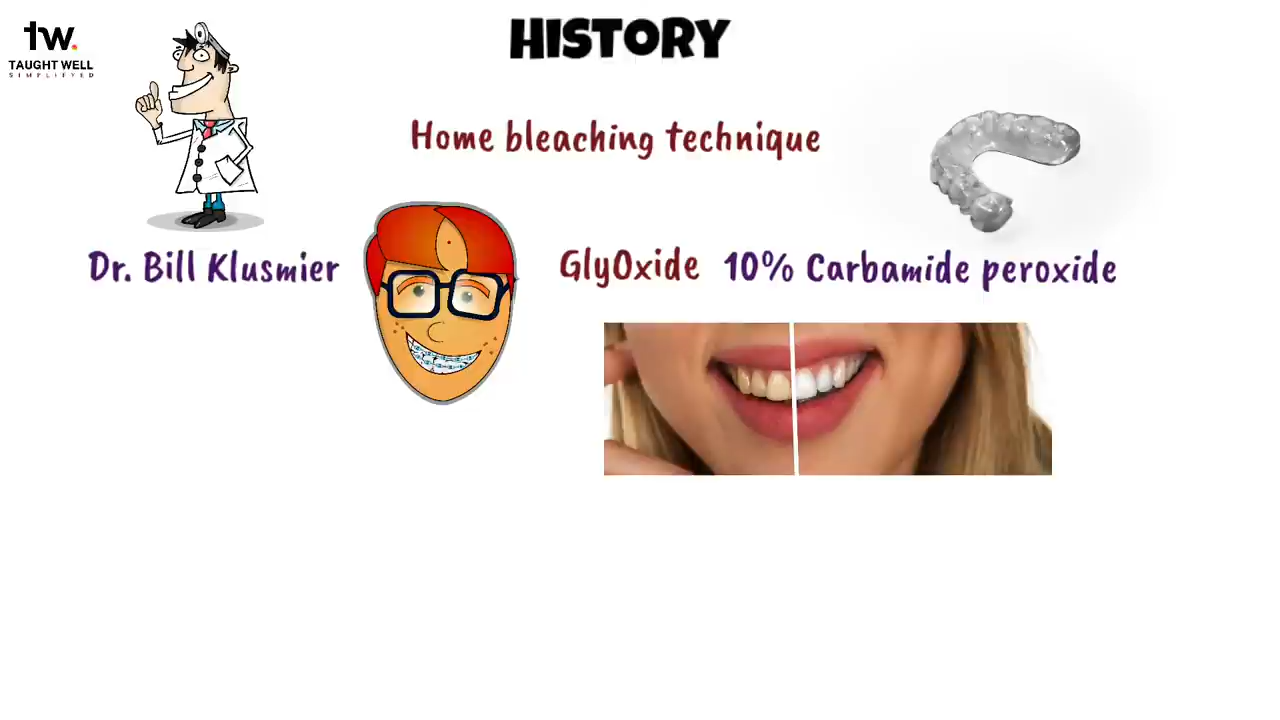 tw.
TAUGHT WELL
SIMPLIFYED
HISTORY
Home bleaching technique
Dr. Bill Klusmier
GlyOxide 10% Carbamide peroxide